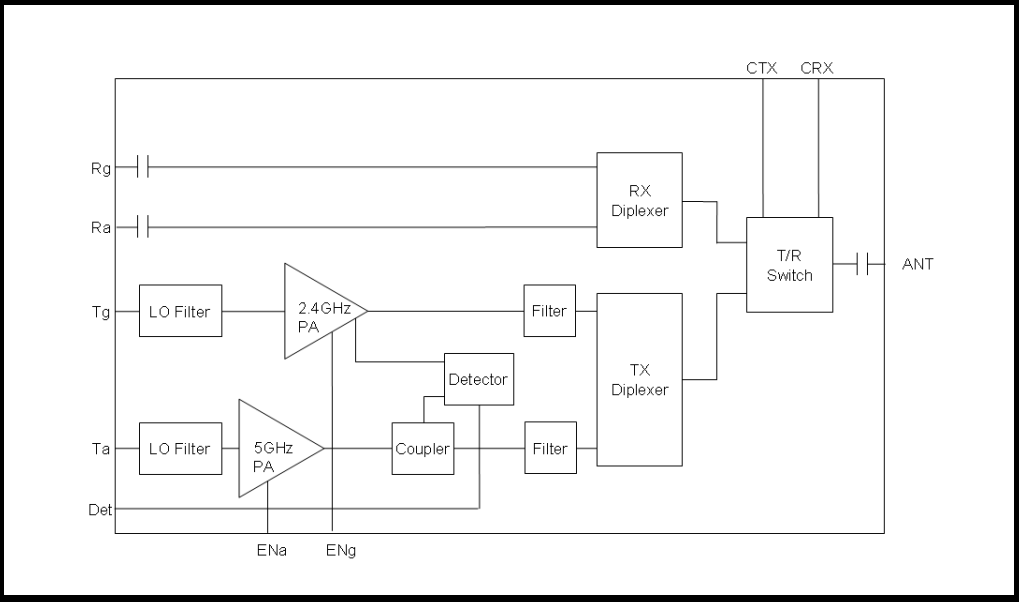 CTX CRX
Rg
RX
Diplexer
Ra
T/R
Switch
ANT
Tg
LO Filter
2.4GHz
PA
Filter
TX
Diplexer
Detector
Ta
LO Filter
5GHz
PA
Coupler
Filter
Det
ENa ENg